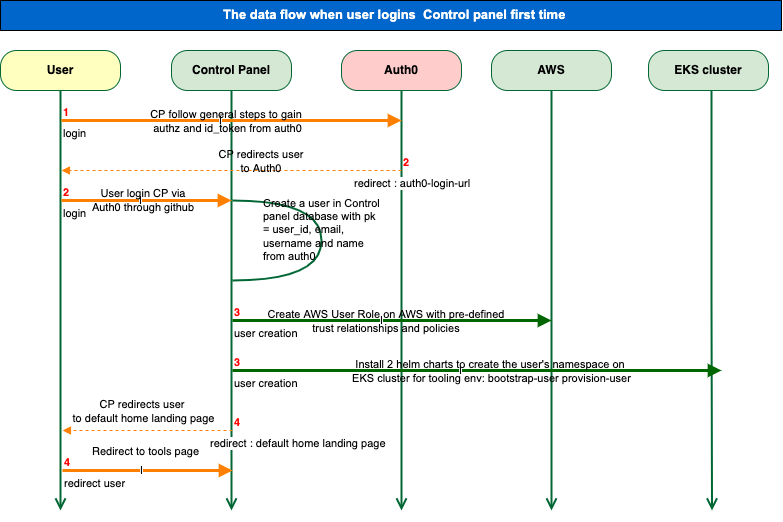 The data flow when user logins Control panel first time
User
Control Panel
Auth0
AWS
EKS cluster
1
CP follow general steps to gain
authz and id_token from auth0
login
CP redirects user
to Auth0
2
redirect : auth0-login-url
2
User login CP via
Auth0 through github
login
Create a user in Control
panel database with pk
= user_id, email,
username and name
from auth0
3
Create AWS User Role on AWS with pre-defined
trust relationships and policies
user creation
3
Install 2 helm charts to create the user's namespace on
EKS cluster for tooling env: bootstrap-user provision-user
user creation
CP redirects user
to default home landing page
4
redirect : default home landing page
Redirect to tools page
4
redirect user